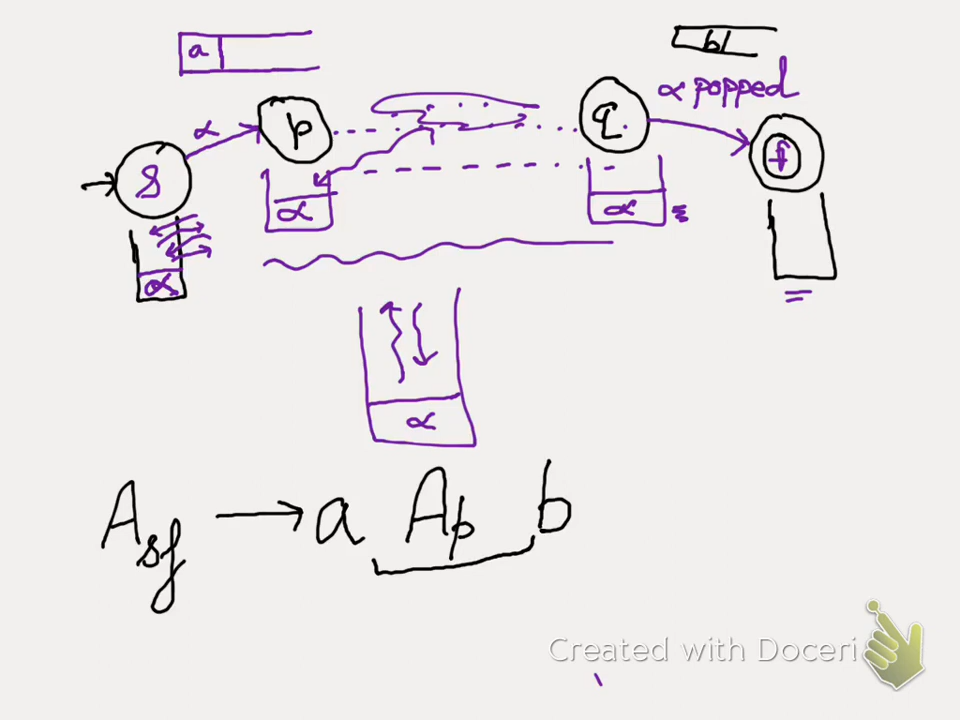 a
b
α popped
α
p
q
f
s
α
α
α
α
A_sf → a A_p b
Created with Doceri